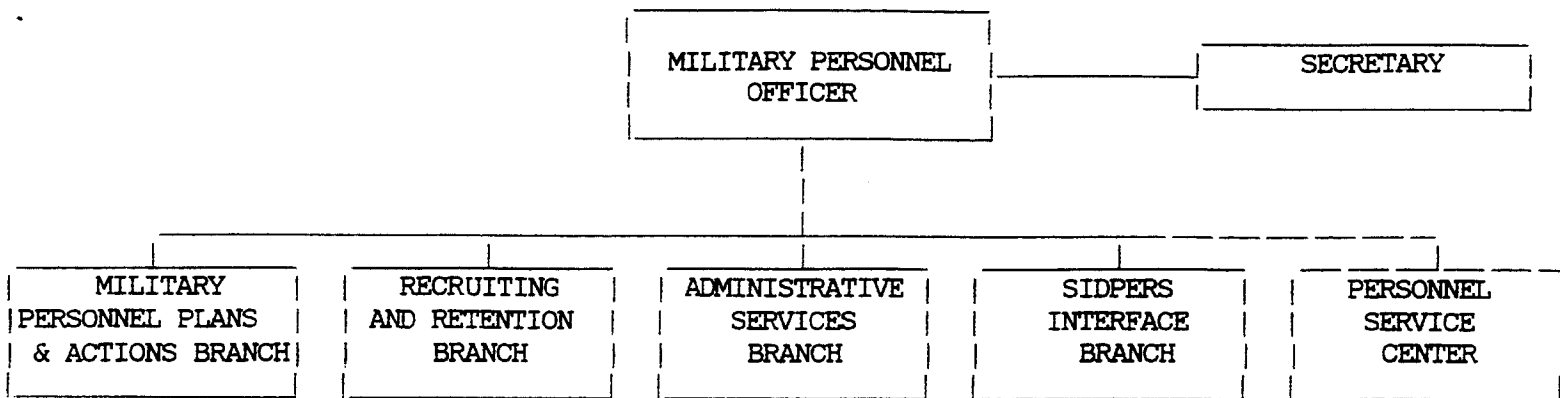 MILITARY PERSONNEL
OFFICER
SECRETARY
MILITARY
PERSONNEL PLANS
& ACTIONS BRANCH
RECRUITING
AND RETENTION
BRANCH
ADMINISTRATIVE
SERVICES
BRANCH
SIDPERS
INTERFACE
BRANCH
PERSONNEL
SERVICE
CENTER